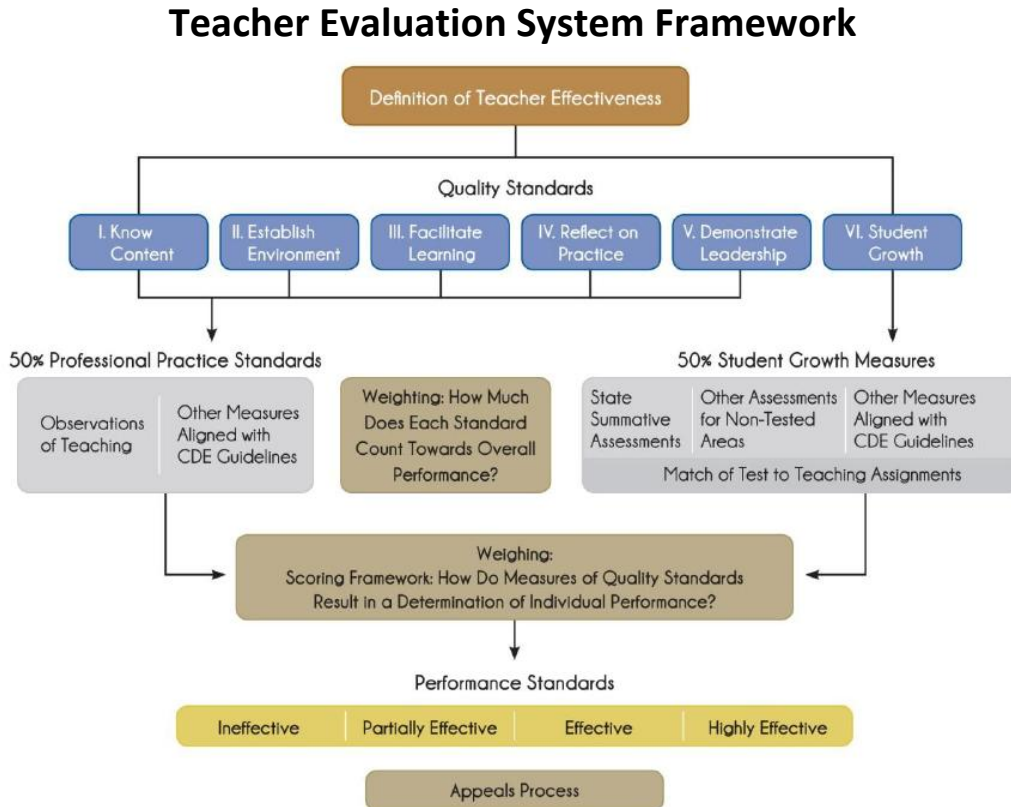 Teacher Evaluation System Framework
Definition of Teacher Effectiveness
Quality Standards
I. Know
Content
II. Establish
Environment
III. Facilitate
Learning
IV. Reflect on
Practice
V. Demonstrate
Leadership
VI. Student
Growth
50% Professional Practice Standards
Observations
of Teaching
Other Measures
Aligned with
CDE Guidelines
Weighting: How Much
Does Each Standard
Count Towards Overall
Performance?
50% Student Growth Measures
State
Summative
Assessments
Other Assessments
for Non-Tested
Areas
Other Measures
Aligned with
CDE Guidelines
Match of Test to Teaching Assignments
Weighing:
Scoring Framework: How Do Measures of Quality Standards
Result in a Determination of Individual Performance?
Performance Standards
Ineffective
Partially Effective
Effective
Highly Effective
Appeals Process